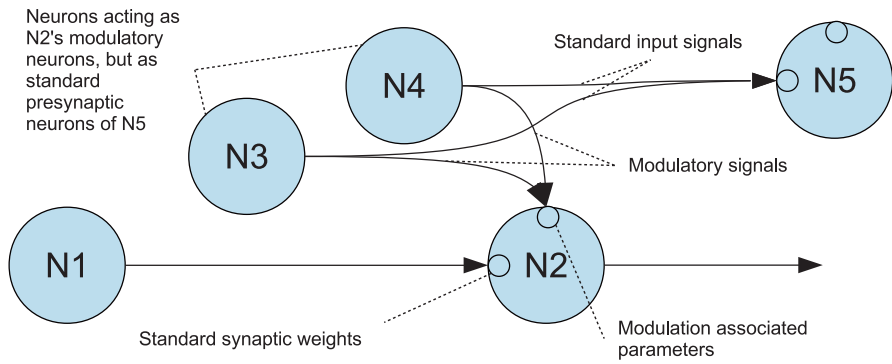 Neurons acting as
N2's modulatory
neurons, but as
standard
presynaptic
neurons of N5
N4
Standard input signals
N5
N3
Modulatory signals
N1
N2
Standard synaptic weights
Modulation associated
parameters